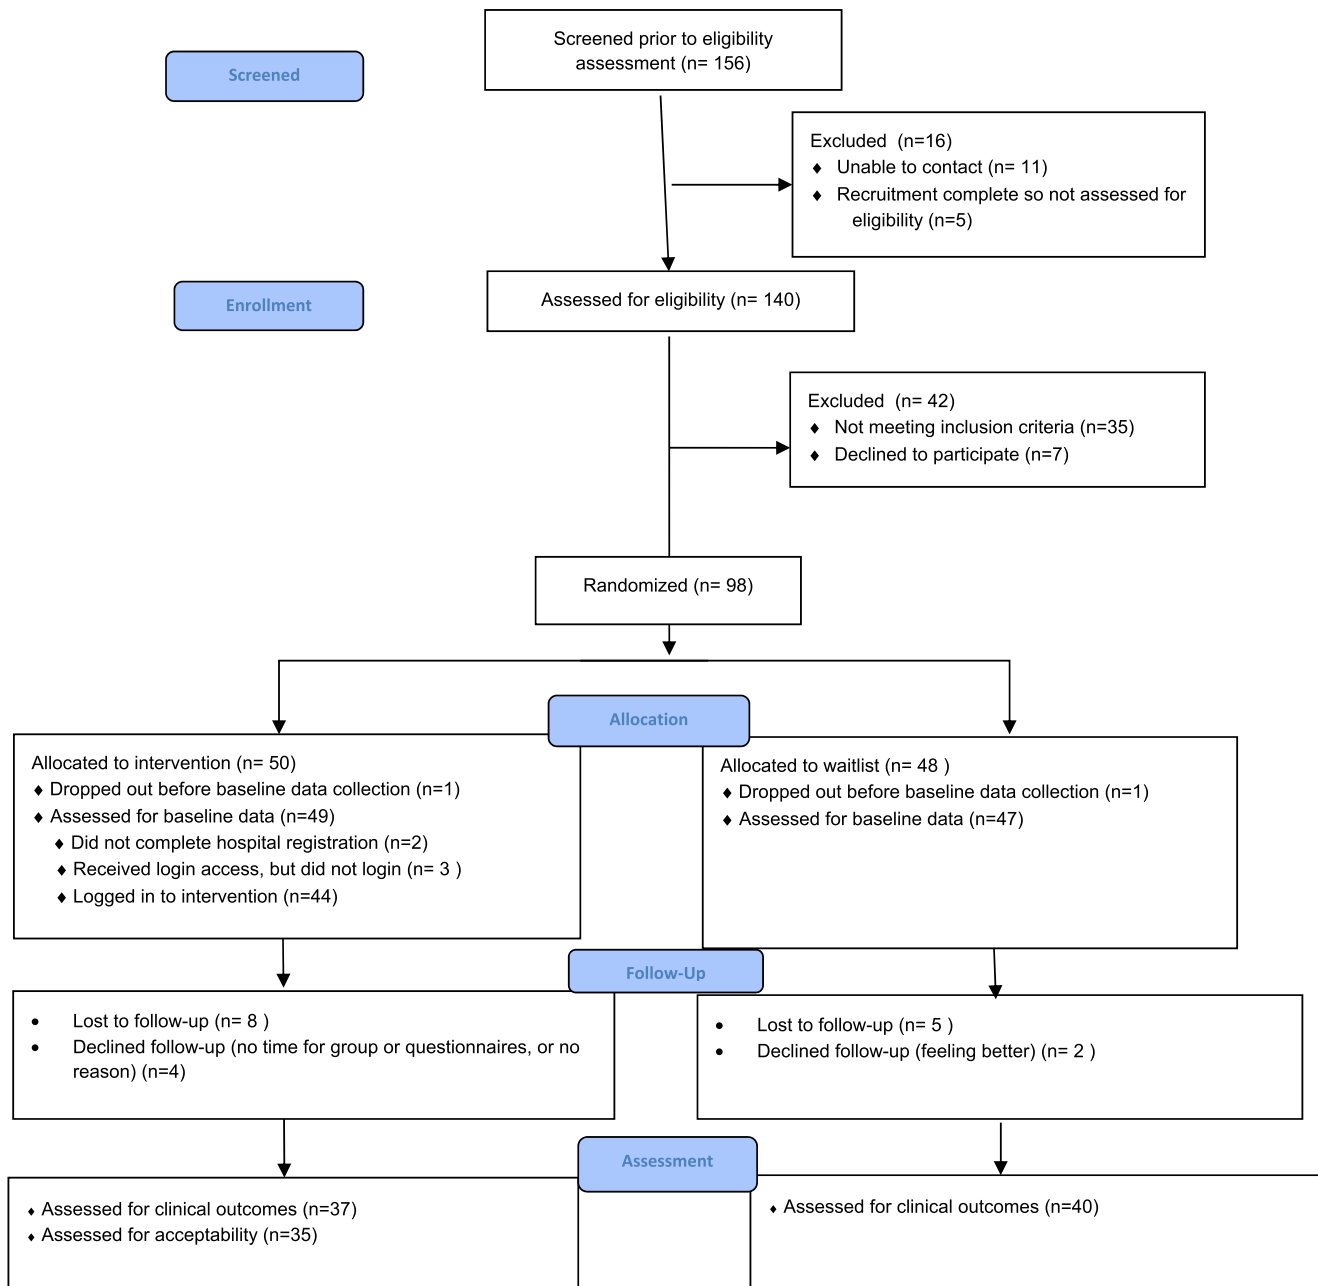 Screened prior to eligibility
assessment (n= 156)
Screened
Excluded  (n=16)
♦ Unable to contact (n= 11)
♦ Recruitment complete so not assessed for
eligibility (n=5)
Enrollment
Assessed for eligibility (n= 140)
Excluded  (n= 42)
♦ Not meeting inclusion criteria (n=35)
♦ Declined to participate (n=7)
Randomized (n= 98)
Allocation
Allocated to intervention (n= 50)
♦ Dropped out before baseline data collection (n=1)
♦ Assessed for baseline data (n=49)
♦ Did not complete hospital registration (n=2)
♦ Received login access, but did not login (n= 3 )
♦ Logged in to intervention (n=44)
Allocated to waitlist (n= 48 )
♦ Dropped out before baseline data collection (n=1)
♦ Assessed for baseline data (n=47)
Follow-Up
• Lost to follow-up (n= 8 )
• Declined follow-up (no time for group or questionnaires, or no
reason) (n=4)
• Lost to follow-up (n= 5 )
• Declined follow-up (feeling better) (n= 2 )
Assessment
♦ Assessed for clinical outcomes (n=37)
♦ Assessed for acceptability (n=35)
♦ Assessed for clinical outcomes (n=40)